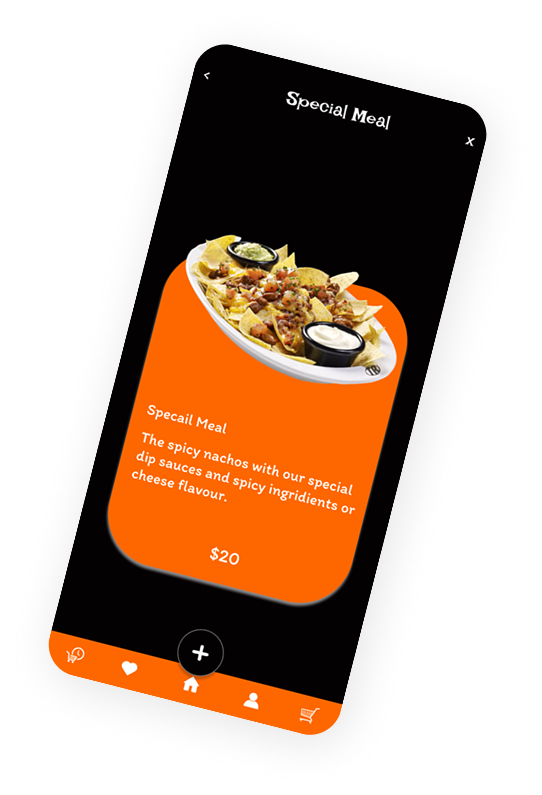 <
Special Meal
x
Specail Meal
The spicy nachos with our special
dip sauces and spicy ingridients or
cheese flavour.
$20
+